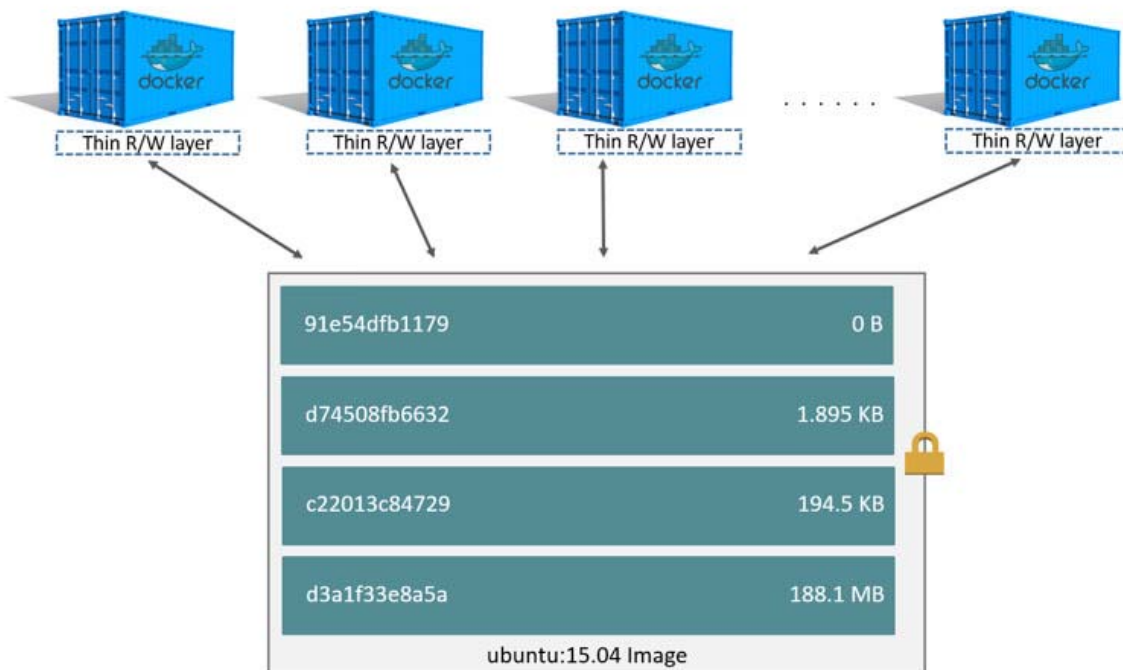 docker
docker
docker
docker
Thin R/W layer
Thin R/W layer
Thin R/W layer
. . . . . .
Thin R/W layer
91e54dfb1179 0 B
d74508fb6632 1.895 KB
c22013c84729 194.5 KB
d3a1f33e8a5a 188.1 MB
ubuntu:15.04 Image